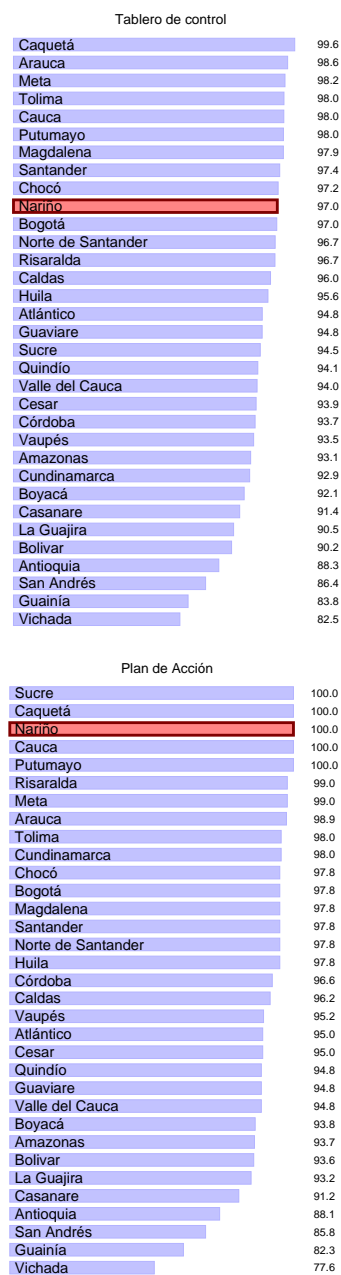 Tablero de control
Caquetá 99.6
Arauca 98.6
Meta 98.2
Tolima 98.0
Cauca 98.0
Putumayo 98.0
Magdalena 97.9
Santander 97.4
Chocó 97.2
Nariño 97.0
Bogotá 97.0
Norte de Santander 96.7
Risaralda 96.7
Caldas 96.0
Huila 95.6
Atlántico 94.8
Guaviare 94.8
Sucre 94.5
Quindío 94.1
Valle del Cauca 94.0
Cesar 93.9
Córdoba 93.7
Vaupés 93.5
Amazonas 93.1
Cundinamarca 92.9
Boyacá 92.1
Casanare 91.4
La Guajira 90.5
Bolivar 90.2
Antioquia 88.3
San Andrés 86.4
Guainía 83.8
Vichada 82.5
Plan de Acción
Sucre 100.0
Caquetá 100.0
Nariño 100.0
Cauca 100.0
Putumayo 100.0
Risaralda 99.0
Meta 99.0
Arauca 98.9
Tolima 98.0
Cundinamarca 98.0
Chocó 97.8
Bogotá 97.8
Magdalena 97.8
Santander 97.8
Norte de Santander 97.8
Huila 97.8
Córdoba 96.6
Caldas 96.2
Vaupés 95.2
Atlántico 95.0
Cesar 95.0
Quindío 94.8
Guaviare 94.8
Valle del Cauca 94.8
Boyacá 93.8
Amazonas 93.7
Bolivar 93.6
La Guajira 93.2
Casanare 91.2
Antioquia 88.1
San Andrés 85.8
Guainía 82.3
Vichada 77.6